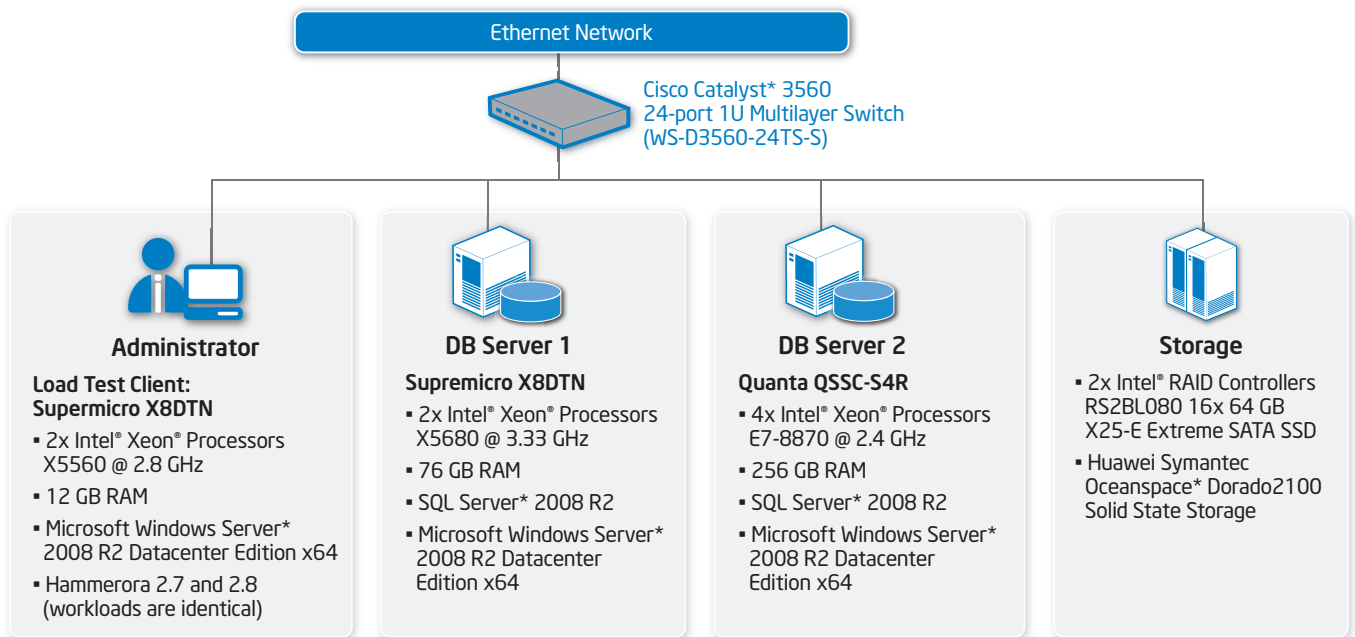 Ethernet Network
Cisco Catalyst* 3560
24-port 1U Multilayer Switch
(WS-D3560-24TS-S)
Administrator
Load Test Client:
Supermicro X8DTN
▪ 2x Intel® Xeon® Processors
X5560 @ 2.8 GHz
▪ 12 GB RAM
▪ Microsoft Windows Server*
2008 R2 Datacenter Edition x64
▪ Hammerora 2.7 and 2.8
(workloads are identical)
DB Server 1
Supremicro X8DTN
▪ 2x Intel® Xeon® Processors
X5680 @ 3.33 GHz
▪ 76 GB RAM
▪ SQL Server* 2008 R2
▪ Microsoft Windows Server*
2008 R2 Datacenter
Edition x64
DB Server 2
Quanta QSSC-S4R
▪ 4x Intel® Xeon® Processors
E7-8870 @ 2.4 GHz
▪ 256 GB RAM
▪ SQL Server* 2008 R2
▪ Microsoft Windows Server*
2008 R2 Datacenter
Edition x64
Storage
▪ 2x Intel® RAID Controllers
RS2BL080 16x 64 GB
X25-E Extreme SATA SSD
▪ Huawei Symantec
Oceanspace* Dorado2100
Solid State Storage